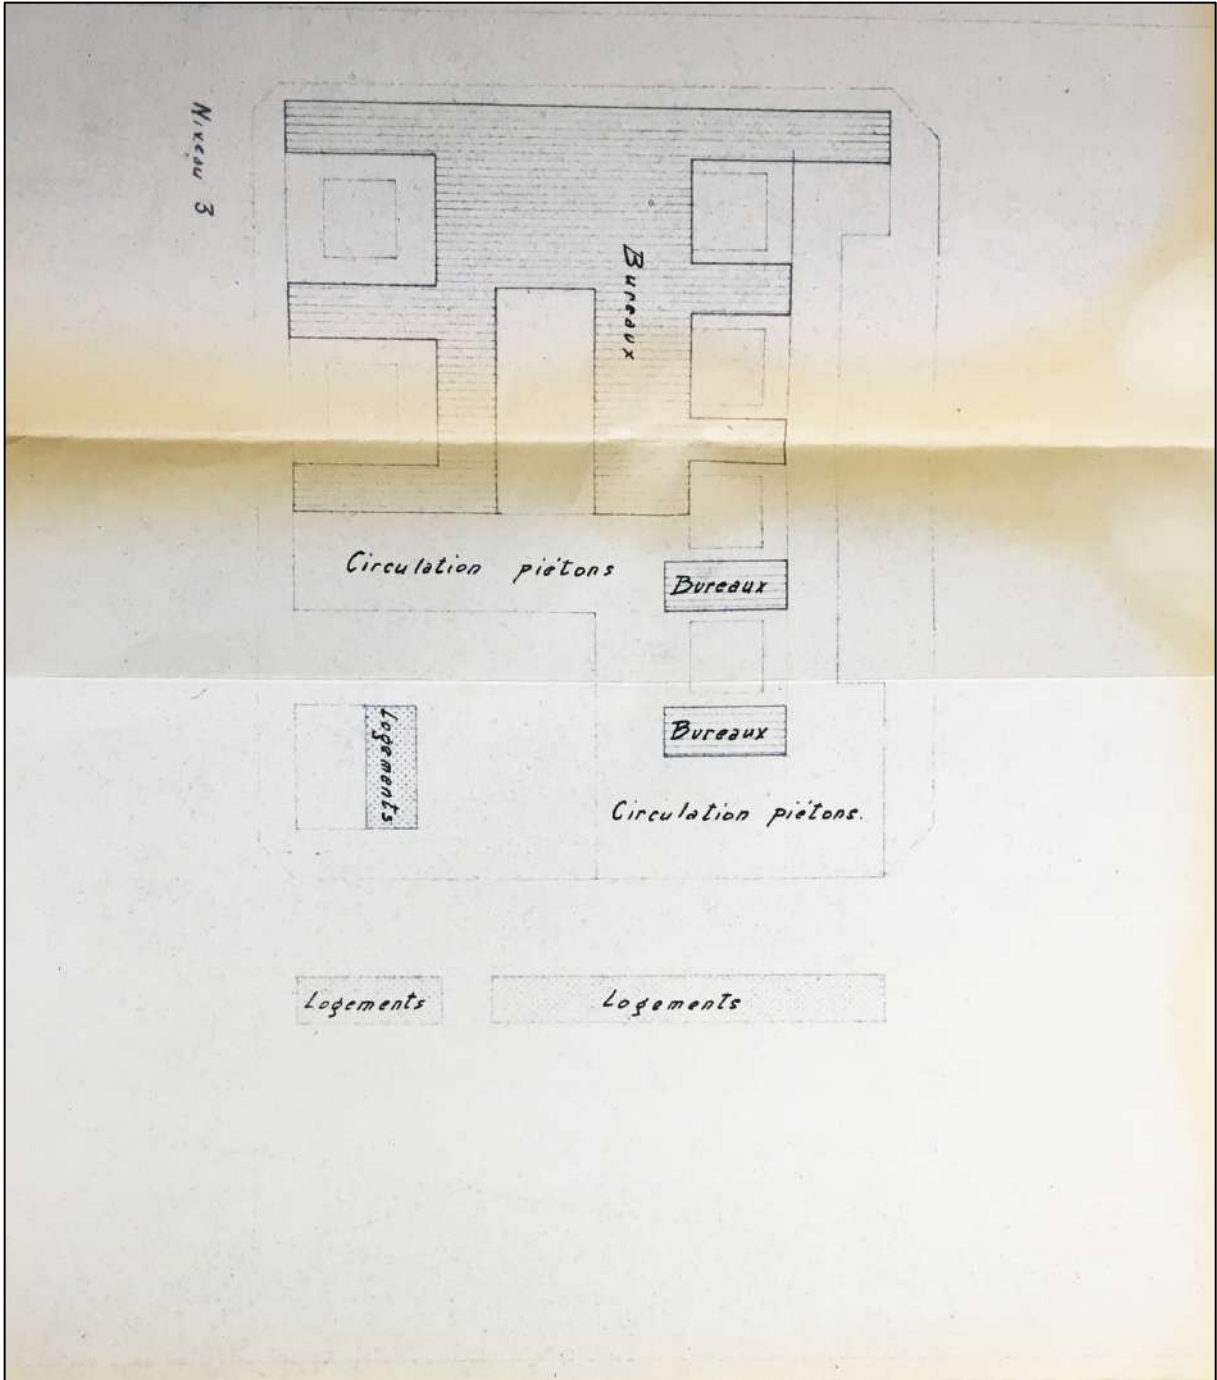 Niveau 3
Bureaux
Circulation piétons
Bureaux
Logements
Bureaux
Circulation piétons.
Logements
Logements